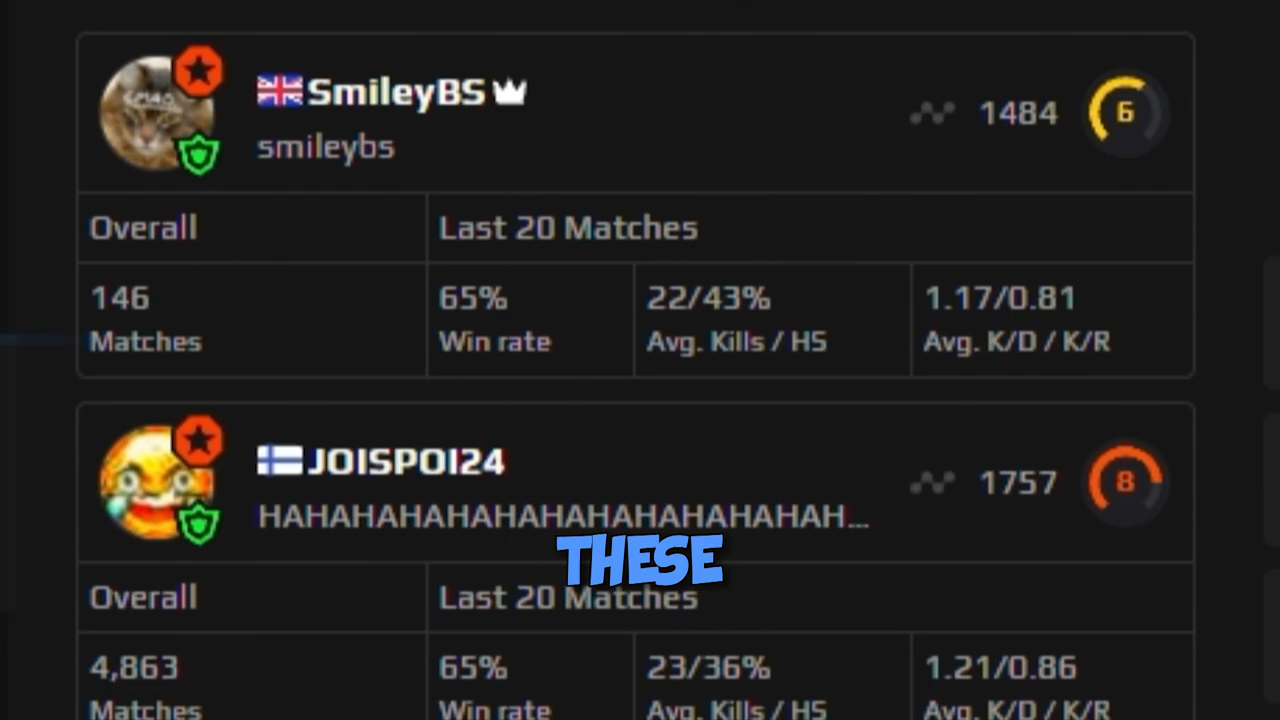 SmileyBS
smileybs
1484
6
Overall
Last 20 Matches
146
Matches
65%
Win rate
22/43%
Avg. Kills / HS
1.17/0.81
Avg. K/D / K/R
JOISPOI24
HAHAHAHAHAHAHAHAHAHAHAHAH...
1757
8
THESE
Overall
Last 20 Matches
4,863
Matches
65%
Win rate
23/36%
Avg. Kills / HS
1.21/0.86
Avg. K/D / K/R